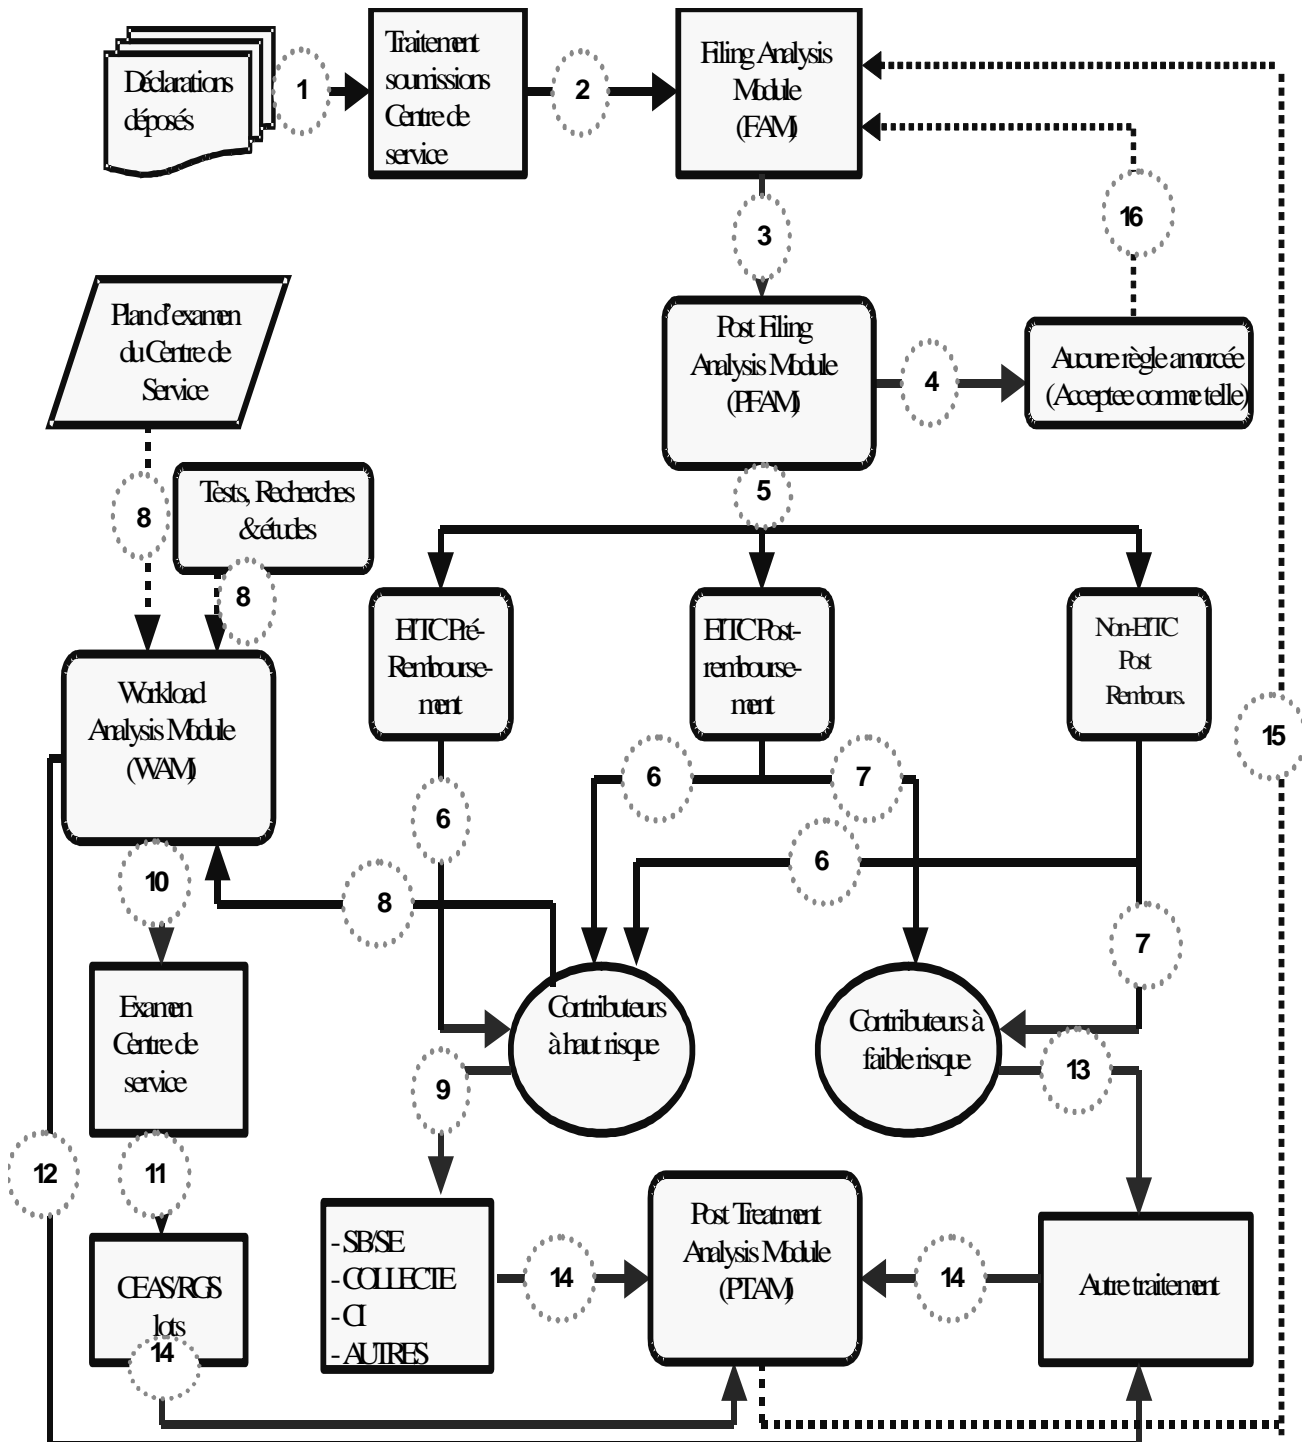 Déclarations
déposés
1
Traitement
soumissions
Centre de
service
2
Filing Analysis
Module
(FAM)
16
3
Plan d'examen
du Centre de
Service
Post Filing
Analysis Module
(PFAM)
4
Aucune règle amorcée
(Acceptee comme telle)
8
Tests, Recherches
& études
8
5
EITC Pré-
Rembourse-
ment
EITC Post-
rembourse-
ment
Non-EITC
Post
Rembours.
Workload
Analysis Module
(WAM)
15
6
6
7
6
10
8
7
Examen
Centre de
service
Contributeurs
à haut risque
Contributeurs à
faible risque
9
13
12
11
- SB/SE
- COLLECTE
- CI
- AUTRES
14
Post Treatment
Analysis Module
(PTAM)
14
Autre traitement
CEAS/RGS
lots
14